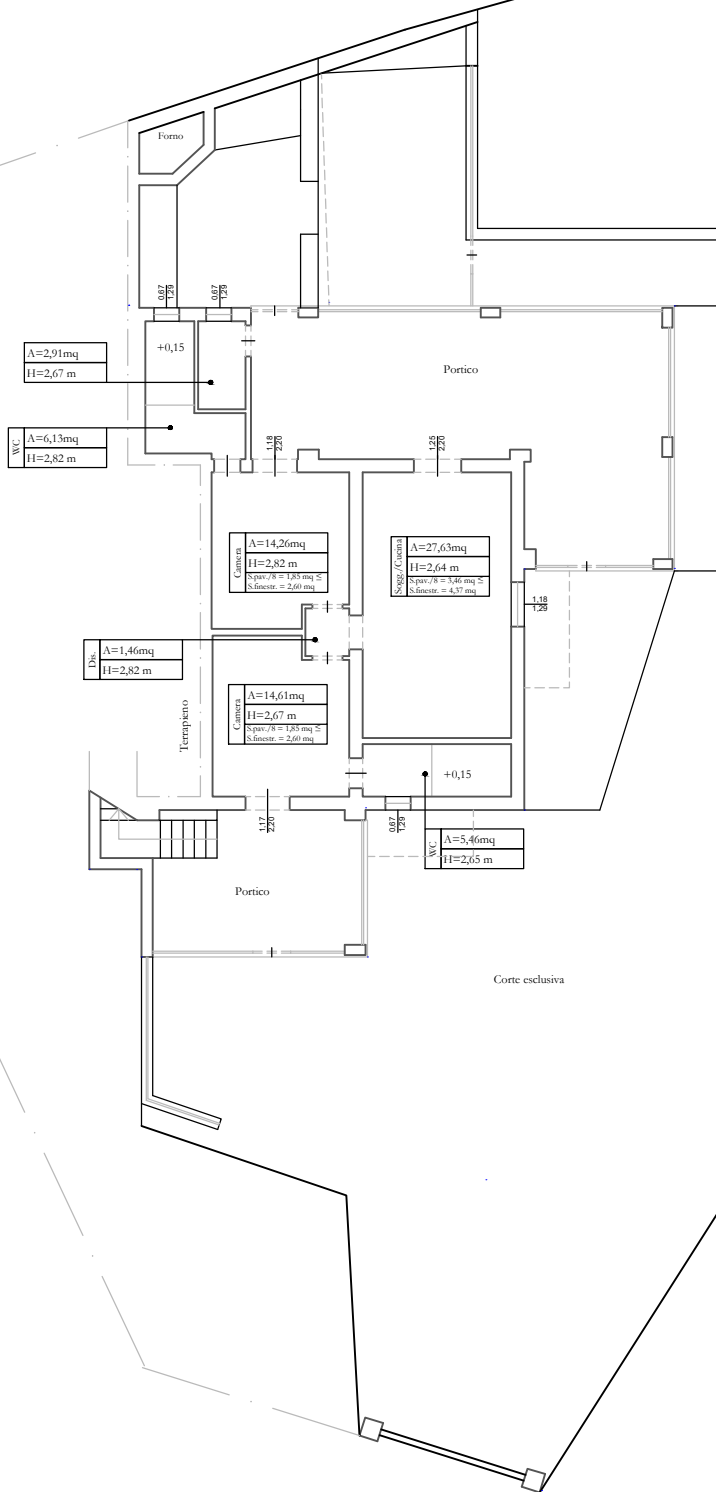 Forno
0,67
1,29
0,67
1,29
+0,15
A=2,91mq
H=2,67 m
Portico
WC
A=6,13mq
H=2,82 m
1,18
2,20
1,25
2,20
Camera
A=14,26mq
H=2,82 m
S.pav./8 = 1,85 mq ≤
S.finestr. = 2,60 mq
Sogg./Cucina
A=27,63mq
H=2,64 m
S.pav./8 = 3,46 mq ≤
S.finestr. = 4,37 mq
1,18
1,29
Dis.
A=1,46mq
H=2,82 m
Camera
A=14,61mq
H=2,67 m
S.pav./8 = 1,85 mq ≤
S.finestr. = 2,60 mq
Terrapieno
+0,15
1,17
2,20
0,67
1,29
WC
A=5,46mq
H=2,65 m
Portico
Corte esclusiva